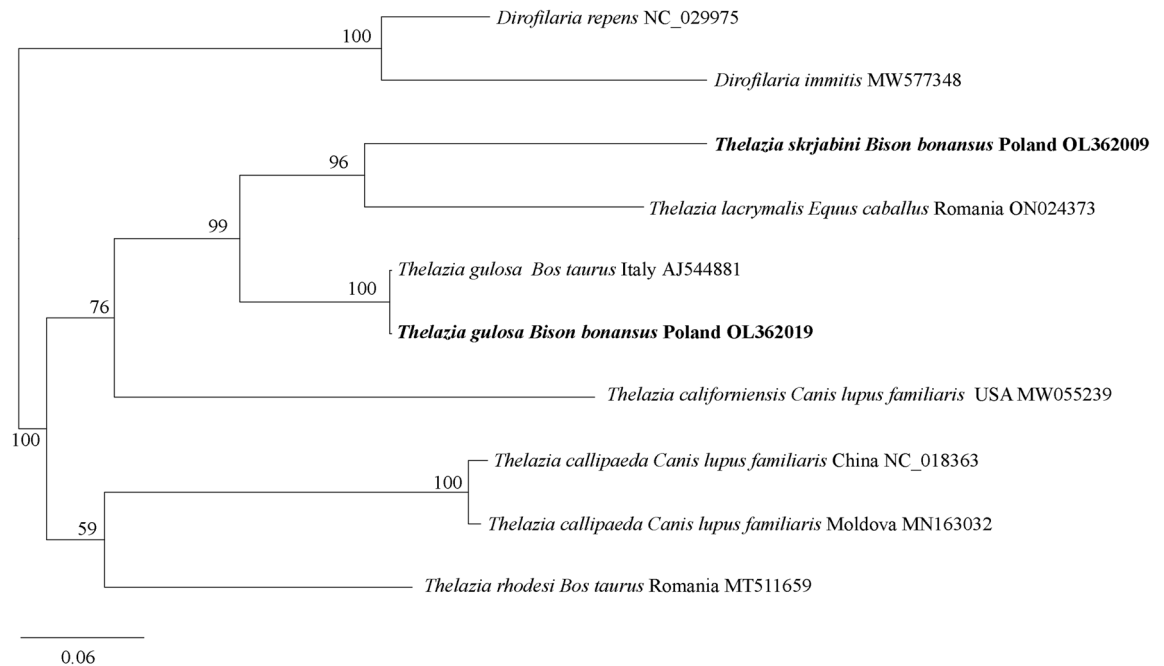 Dirofilaria repens NC_029975
100
Dirofilaria immitis MW577348
Thelazia skrjabini Bison bonansus Poland OL362009
96
Thelazia lacrymalis Equus caballus Romania ON024373
99
Thelazia gulosa Bos taurus Italy AJ544881
100
76
Thelazia gulosa Bison bonansus Poland OL362019
Thelazia californiensis Canis lupus familiaris USA MW055239
100
Thelazia callipaeda Canis lupus familiaris China NC_018363
100
Thelazia callipaeda Canis lupus familiaris Moldova MN163032
59
Thelazia rhodesi Bos taurus Romania MT511659
0.06